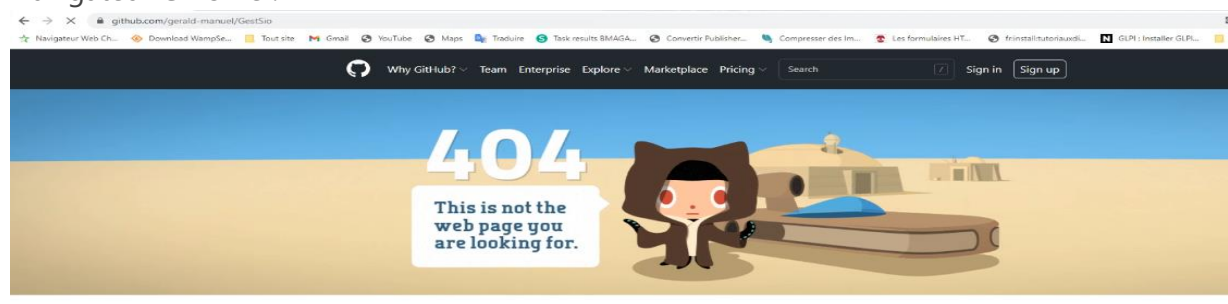 github.com/gerald-manuel/GestSio
Navigateur Web Ch... Download WampSe... Tout site Gmail YouTube Maps Traduire Task results BMAGA... Convertir Publisher... Compresser des Im... Les formulaires HT... GLPI : Installer GLPI...
Why GitHub? Team Enterprise Explore Marketplace Pricing Search / Sign in Sign up
404
This is not the
web page you
are looking for.